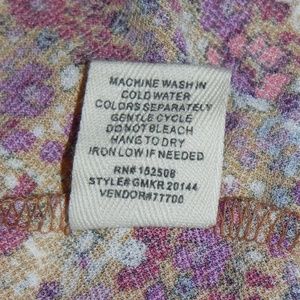 MACHINE WASH IN
COLD WATER
COLORS SEPARATELY
GENTLE CYCLE
DO NOT BLEACH
HANG TO DRY
IRON LOW IF NEEDED
RN# 152508
STYLE# GMKR 20144
VENDOR#77700